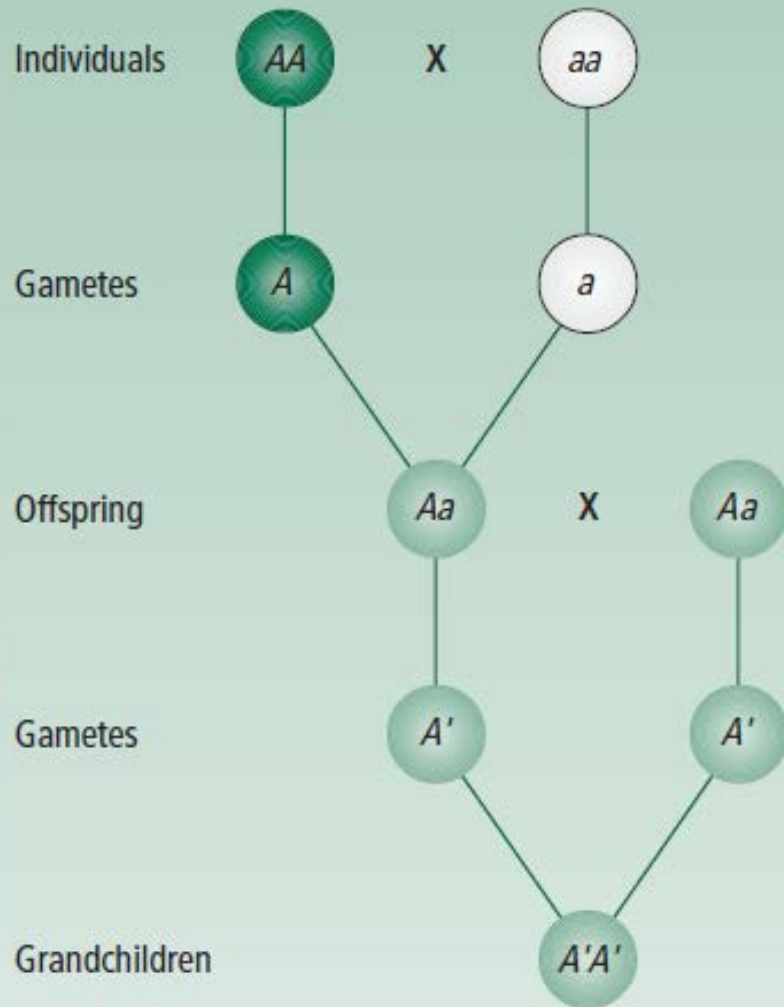 Individuals AA X aa
Gametes A a
Offspring Aa X Aa
Gametes A' A'
Grandchildren A'A'